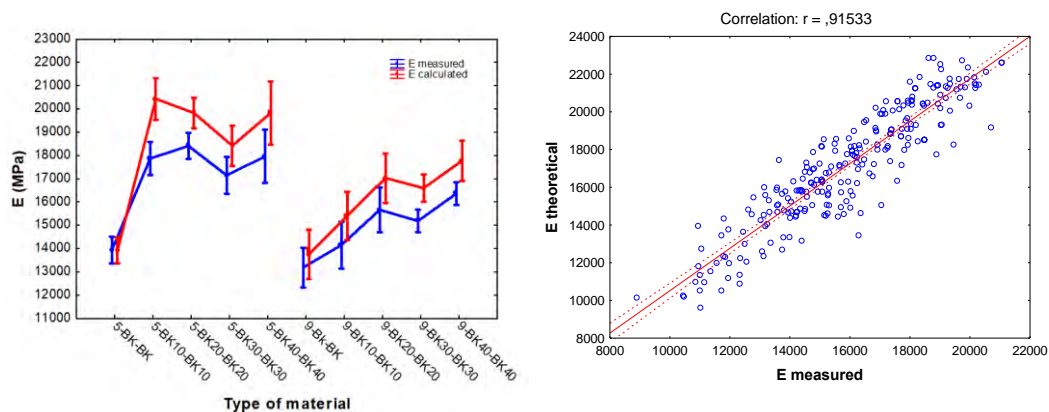 23000
22000
21000
20000
19000
18000
17000
16000
15000
14000
13000
12000
11000
E (MPa)
E measured
E calculated
5-BK-BK
5-BK10-BK10
5-BK20-BK20
5-BK30-BK30
5-BK40-BK40
9-BK-BK
9-BK10-BK10
9-BK20-BK20
9-BK30-BK30
9-BK40-BK40
Type of material
Correlation: r = ,91533
24000
22000
20000
18000
16000
14000
12000
10000
8000
E theoretical
8000 10000 12000 14000 16000 18000 20000 22000
E measured